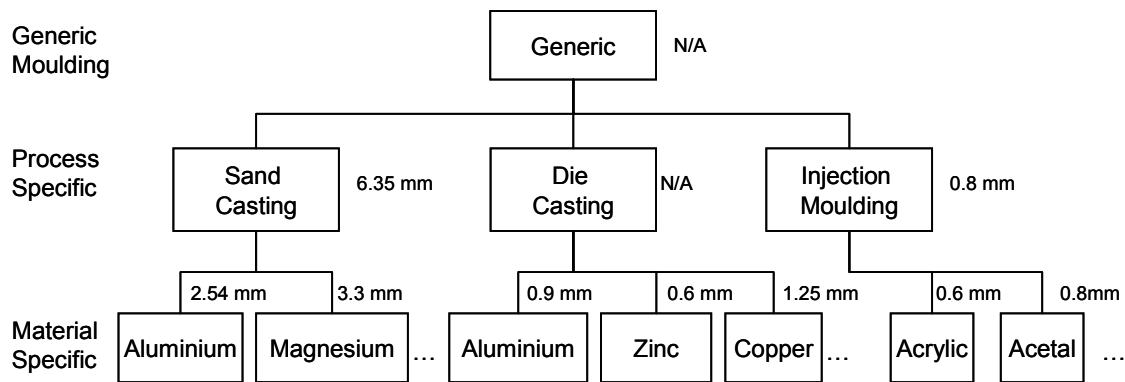 Generic
Moulding
Generic
N/A
Process
Specific
Sand
Casting
6.35 mm
Die
Casting
N/A
Injection
Moulding
0.8 mm
2.54 mm
3.3 mm
0.9 mm
0.6 mm
1.25 mm
0.6 mm
0.8mm
Material
Specific
Aluminium
Magnesium
...
Aluminium
Zinc
Copper
...
Acrylic
Acetal
...